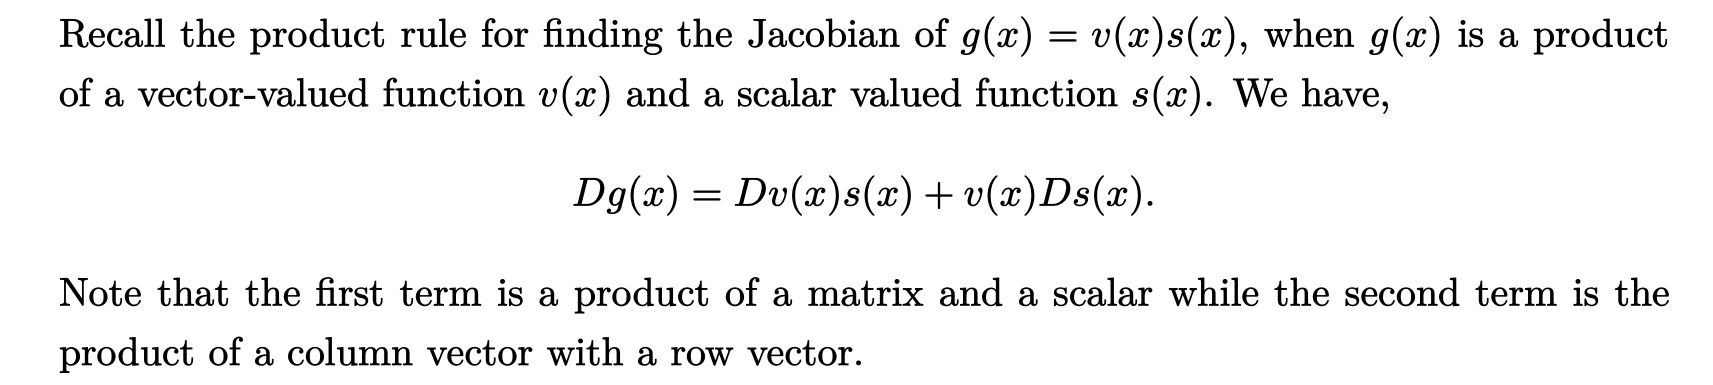 Recall the product rule for finding the Jacobian of g(x) = v(x)s(x), when g(x) is a product
of a vector-valued function v(x) and a scalar valued function s(x). We have,
Dg(x) = Dv(x)s(x) + v(x)Ds(x).
Note that the first term is a product of a matrix and a scalar while the second term is the
product of a column vector with a row vector.